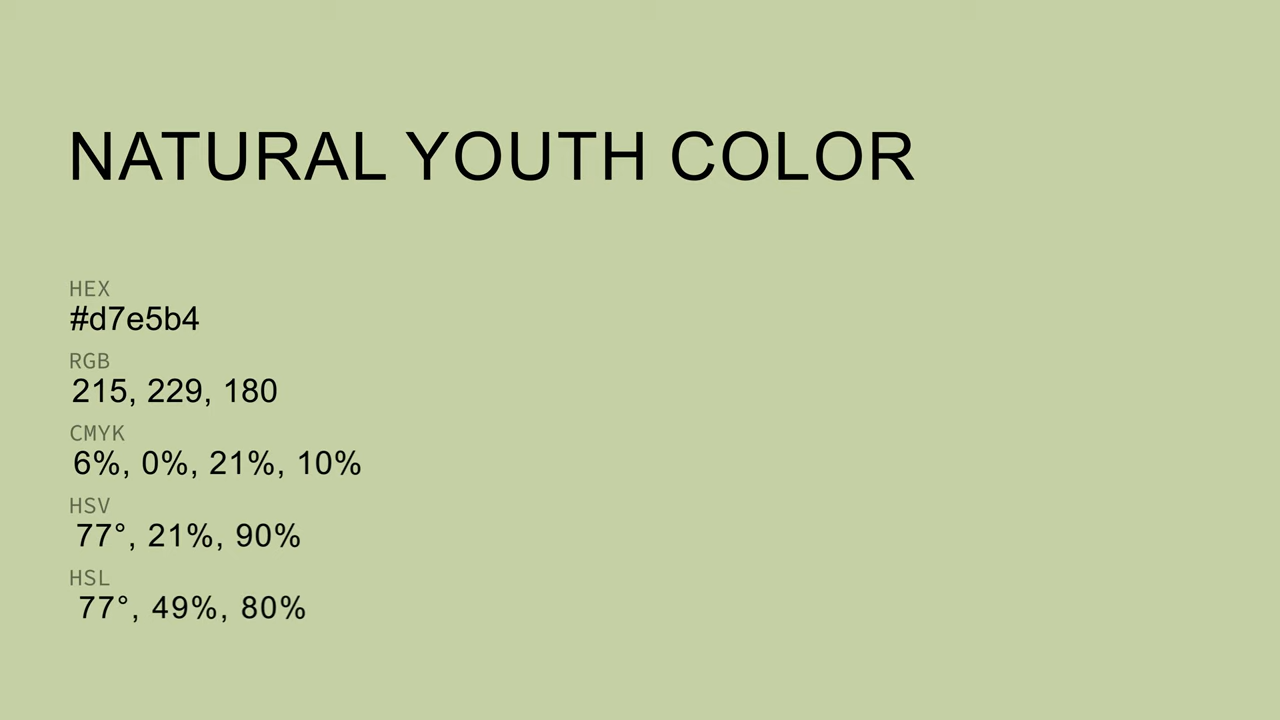 NATURAL YOUTH COLOR
HEX
#d7e5b4
RGB
215, 229, 180
CMYK
6%, 0%, 21%, 10%
HSV
77°, 21%, 90%
HSL
77°, 49%, 80%